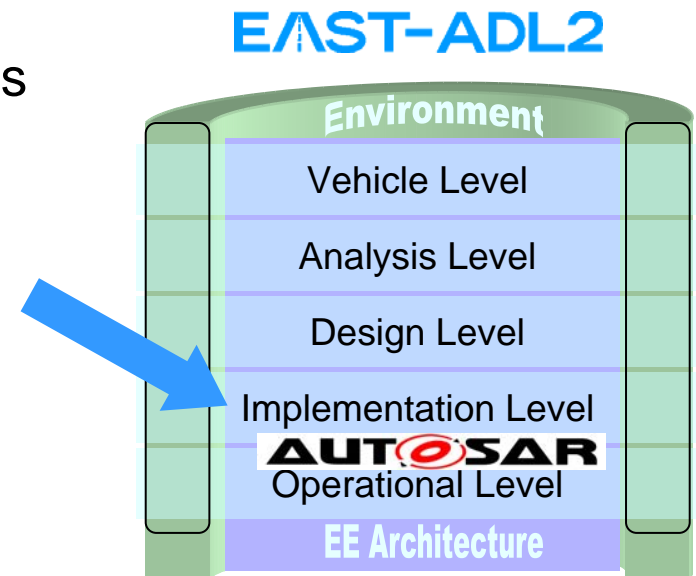 EAST-ADL2
s
Environment
Vehicle Level
Analysis Level
Design Level
Implementation Level
AUTOSAR
Operational Level
EE Architecture